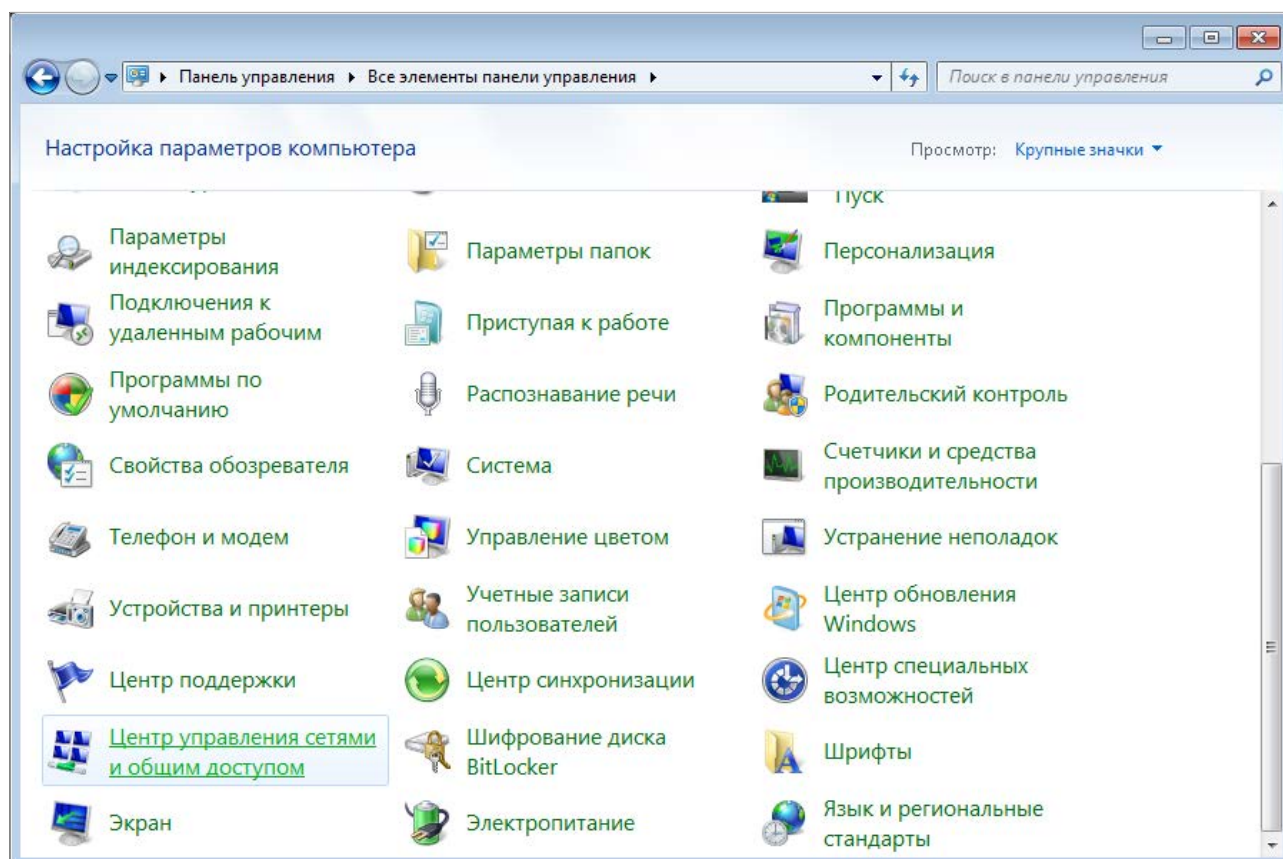 Панель управления ▸ Все элементы панели управления ▸
Поиск в панели управления
Настройка параметров компьютера
Просмотр: Крупные значки
Пуск
Параметры
индексирования
Параметры папок
Персонализация
Подключения к
удаленным рабочим
Приступая к работе
Программы и
компоненты
Программы по
умолчанию
Распознавание речи
Родительский контроль
Свойства обозревателя
Система
Счетчики и средства
производительности
Телефон и модем
Управление цветом
Устранение неполадок
Устройства и принтеры
Учетные записи
пользователей
Центр обновления
Windows
Центр поддержки
Центр синхронизации
Центр специальных
возможностей
Центр управления сетями
и общим доступом
Шифрование диска
BitLocker
Шрифты
Экран
Электропитание
Язык и региональные
стандарты